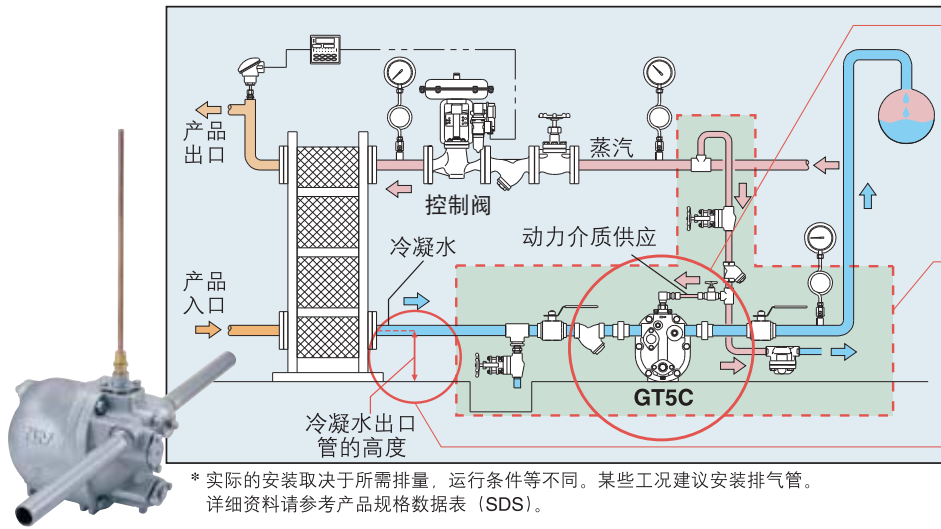 产品
出口
蒸汽
控制阀
冷凝水
动力介质供应
产品
入口
GT5C
冷凝水出口
管的高度
* 实际的安装取决于所需排量，运行条件等不同。某些工况建议安装排气管。
详细资料请参考产品规格数据表（SDS）。